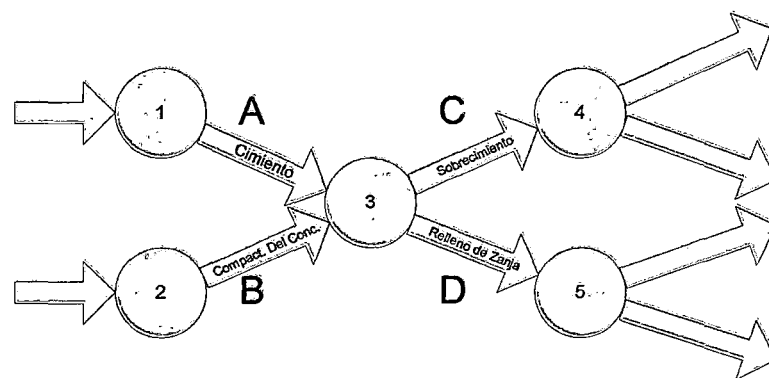 1
A
Cimiento
C
Sobrecimiento
4
3
2
Compact. Del Conc.
B
Relleno de Zanja
D
5